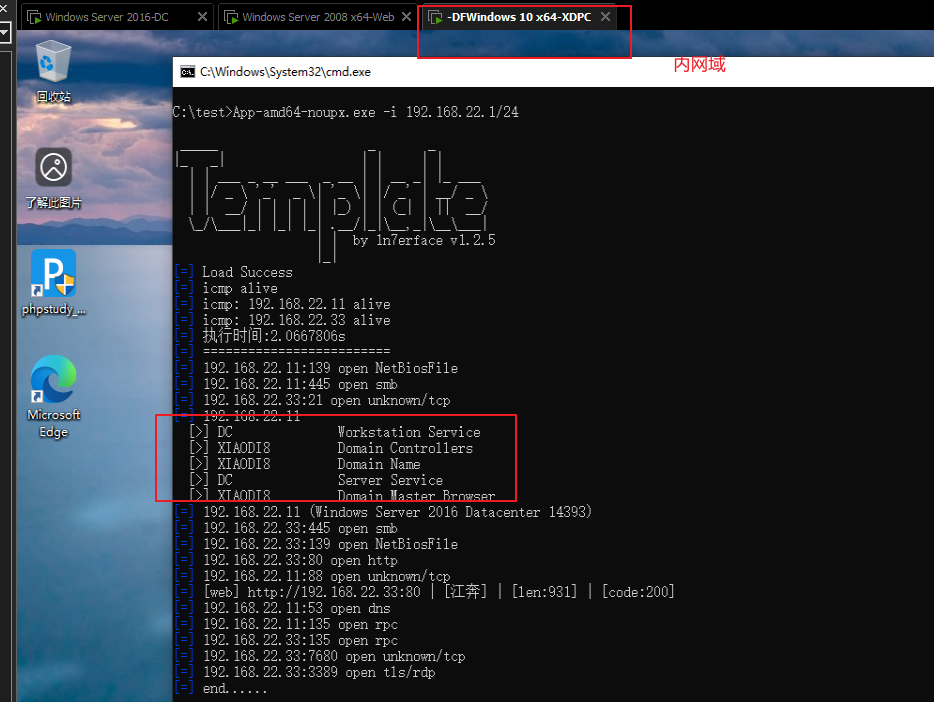 Windows Server 2016-DC
Windows Server 2008 x64-Web
-DFWindows 10 x64-XDPC
内网域
回收站
了解此图片
phpstudy_...
Microsoft
Edge
C:\Windows\System32\cmd.exe
C:\test>App-amd64-noupx.exe -i 192.168.22.1/24
Template
by 1n7erface v1.2.5
[=] Load Success
[=] icmp alive
[=] icmp: 192.168.22.11 alive
[=] icmp: 192.168.22.33 alive
[=] 执行时间:2.0667806s
[=] =========================
[=] 192.168.22.11:139 open NetBiosFile
[=] 192.168.22.11:445 open smb
[=] 192.168.22.33:21 open unknown/tcp
[=] 192.168.22.11
[>] DC Workstation Service
[>] XIAODI8 Domain Controllers
[>] XIAODI8 Domain Name
[>] DC Server Service
[>] XIAODI8 Domain Master Browser
[=] 192.168.22.11 (Windows Server 2016 Datacenter 14393)
[=] 192.168.22.33:445 open smb
[=] 192.168.22.33:139 open NetBiosFile
[=] 192.168.22.33:80 open http
[=] 192.168.22.11:88 open unknown/tcp
[=] [web] http://192.168.22.33:80 | [江奔] | [len:931] | [code:200]
[=] 192.168.22.11:53 open dns
[=] 192.168.22.11:135 open rpc
[=] 192.168.22.33:135 open rpc
[=] 192.168.22.33:7680 open unknown/tcp
[=] 192.168.22.33:3389 open tls/rdp
[=] end......